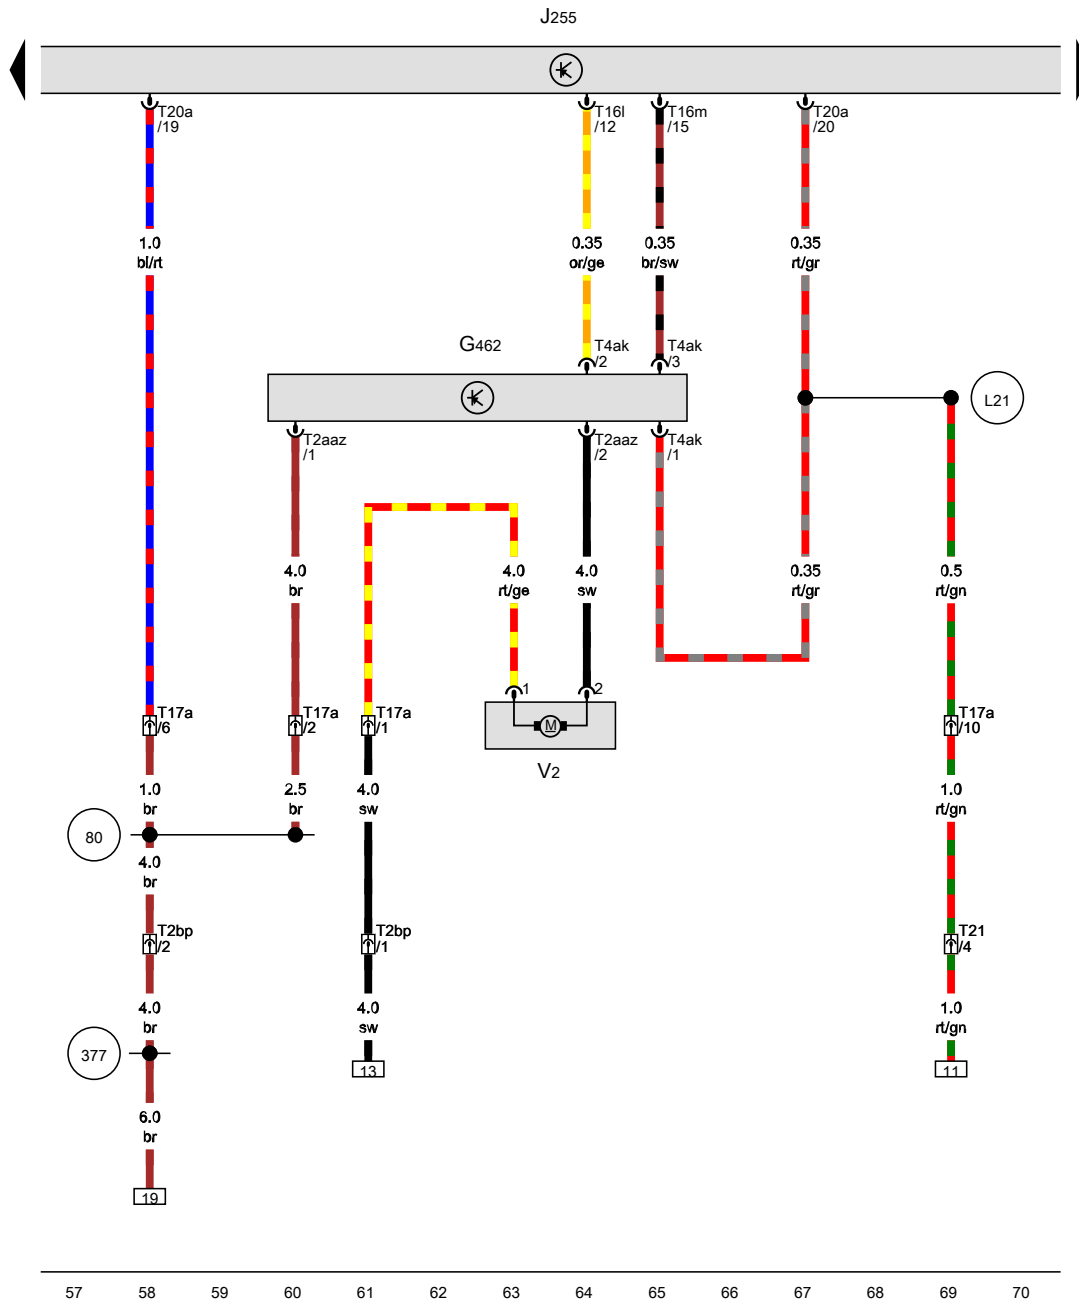 J255
T20a
/19
T16l
/12
T16m
/15
T20a
/20
1.0
bl/rt
0.35
or/ge
0.35
br/sw
0.35
rt/gr
G462
T4ak
/2
T4ak
/3
L21
T2aaz
/1
T2aaz
/2
T4ak
/1
4.0
br
4.0
rt/ge
4.0
sw
0.35
rt/gr
0.5
rt/gn
1
2
M
V2
T17a
/6
T17a
/2
T17a
/1
T17a
/10
1.0
br
2.5
br
4.0
sw
1.0
rt/gn
80
4.0
br
T2bp
/2
T2bp
/1
T21
/4
4.0
br
4.0
sw
1.0
rt/gn
377
13
11
6.0
br
19
57 58 59 60 61 62 63 64 65 66 67 68 69 70